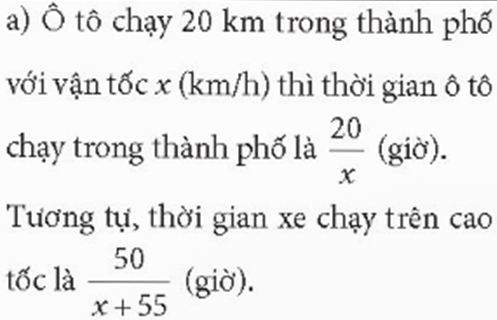 a) Ô tô chạy 20 km trong thành phố
với vận tốc x (km/h) thì thời gian ô tô
chạy trong thành phố là 20/x (giờ).
Tương tự, thời gian xe chạy trên cao
tốc là 50/(x + 55) (giờ).